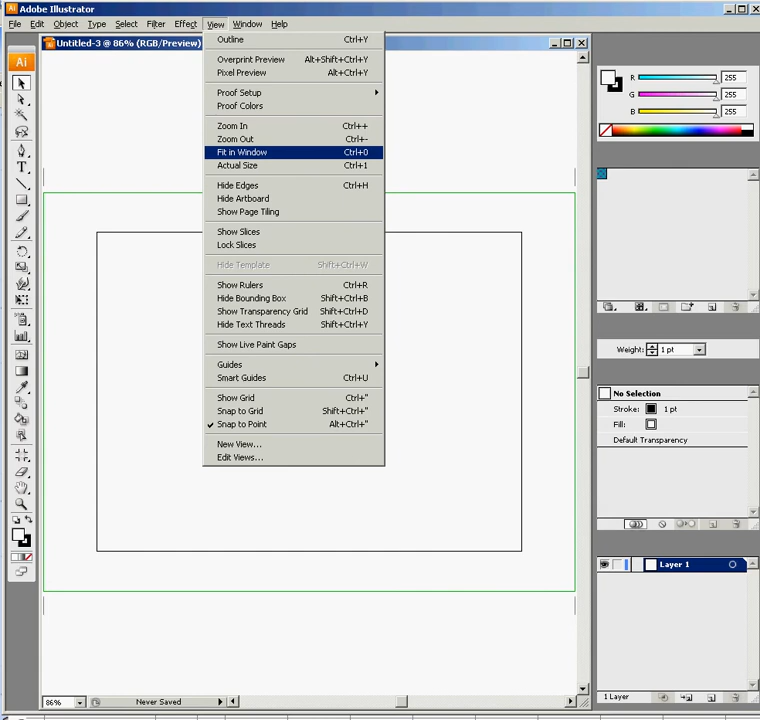 Adobe Illustrator
File Edit Object Type Select Filter Effect View Window Help
Untitled-3 @ 86% (RGB/Preview)
Ai
Outline Ctrl+Y
Overprint Preview Alt+Shift+Ctrl+Y
Pixel Preview Alt+Ctrl+Y
Proof Setup
Proof Colors
Zoom In Ctrl++
Zoom Out Ctrl+-
Fit in Window Ctrl+0
Actual Size Ctrl+1
Hide Edges Ctrl+H
Hide Artboard
Show Page Tiling
Show Slices
Lock Slices
Hide Template Shift+Ctrl+W
Show Rulers Ctrl+R
Hide Bounding Box Shift+Ctrl+B
Show Transparency Grid Shift+Ctrl+D
Hide Text Threads Shift+Ctrl+Y
Show Live Paint Gaps
Guides
Smart Guides Ctrl+U
Show Grid Ctrl+"
Snap to Grid Shift+Ctrl+"
Snap to Point Alt+Ctrl+"
New View...
Edit Views...
R 255
G 255
B 255
Weight: 1 pt
No Selection
Stroke: 1 pt
Fill:
Default Transparency
Layer 1
1 Layer
86% Never Saved